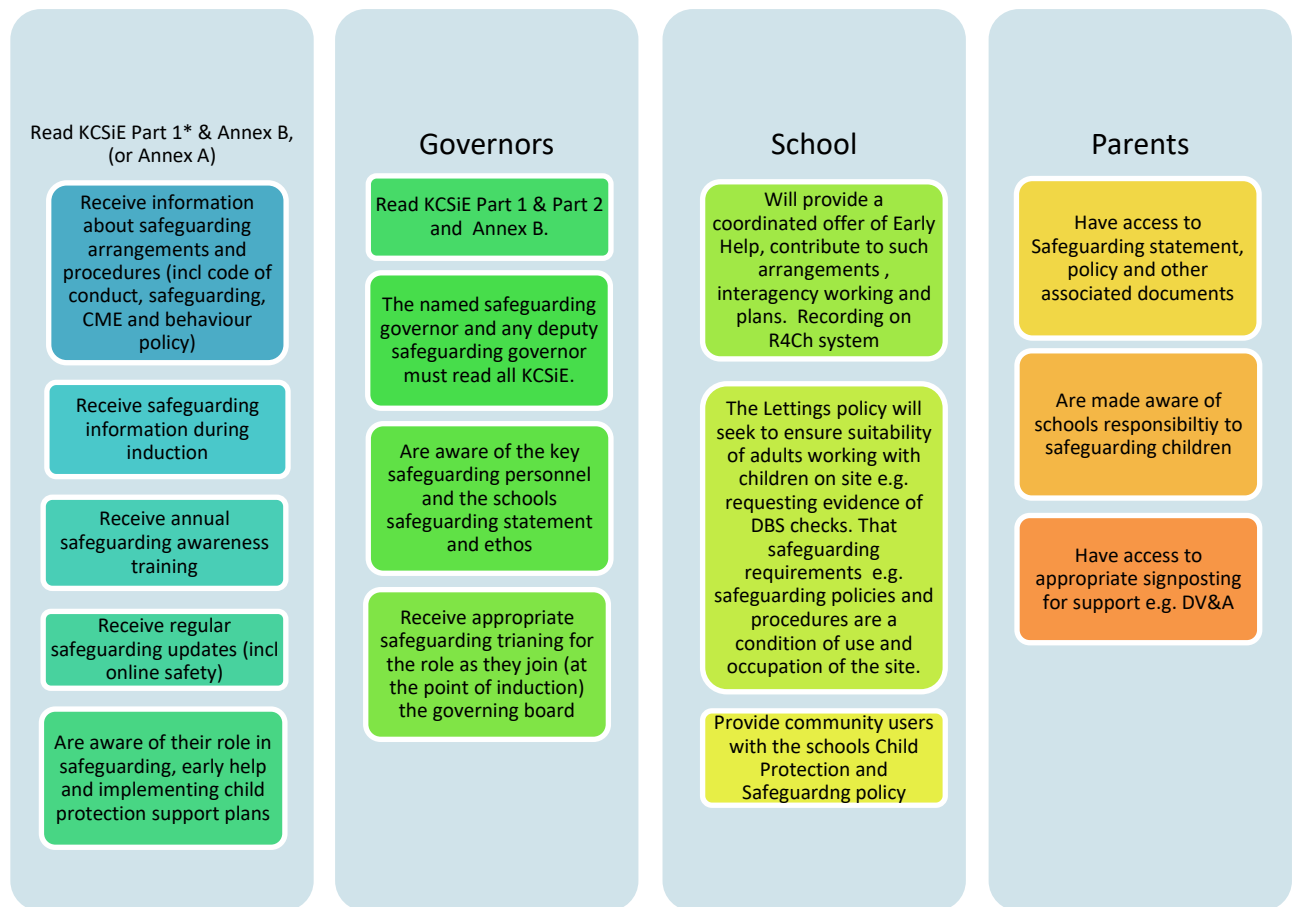 Read KCSiE Part 1* & Annex B,
(or Annex A)
Receive information
about safeguarding
arrangements and
procedures (incl code of
conduct, safeguarding,
CME and behaviour
policy)
Receive safeguarding
information during
induction
Receive annual
safeguarding awareness
training
Receive regular
safeguarding updates (incl
online safety)
Are aware of their role in
safeguarding, early help
and implementing child
protection support plans
Governors
Read KCSiE Part 1 & Part 2
and Annex B.
The named safeguarding
governor and any deputy
safeguarding governor
must read all KCSiE.
Are aware of the key
safeguarding personnel
and the schools
safeguarding statement
and ethos
Receive appropriate
safeguarding trianing for
the role as they join (at
the point of induction)
the governing board
School
Will provide a
coordinated offer of Early
Help, contribute to such
arrangements ,
interagency working and
plans. Recording on
R4Ch system
The Lettings policy will
seek to ensure suitability
of adults working with
children on site e.g.
requesting evidence of
DBS checks. That
safeguarding
requirements e.g.
safeguarding policies and
procedures are a
condition of use and
occupation of the site.
Provide community users
with the schools Child
Protection and
Safeguardng policy
Parents
Have access to
Safeguarding statement,
policy and other
associated documents
Are made aware of
schools responsibiltiy to
safeguarding children
Have access to
appropriate signposting
for support e.g. DV&A